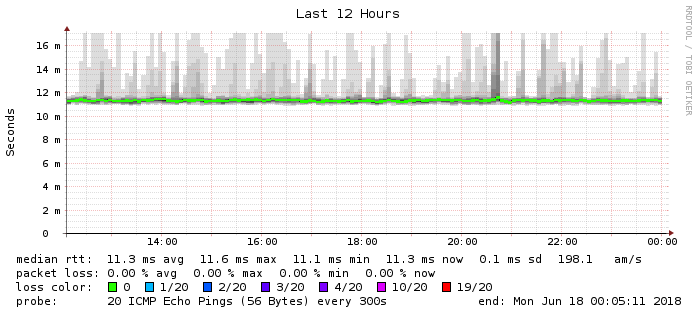 Last 12 Hours
RRDTOOL / TOBI OETIKER
Seconds
16 m
14 m
12 m
10 m
8 m
6 m
4 m
2 m
0
14:00 16:00 18:00 20:00 22:00 00:00
median rtt: 11.3 ms avg 11.6 ms max 11.1 ms min 11.3 ms now 0.1 ms sd 198.1 am/s
packet loss: 0.00 % avg 0.00 % max 0.00 % min 0.00 % now
loss color: 0 1/20 2/20 3/20 4/20 10/20 19/20
probe: 20 ICMP Echo Pings (56 Bytes) every 300s end: Mon Jun 18 00:05:11 2018